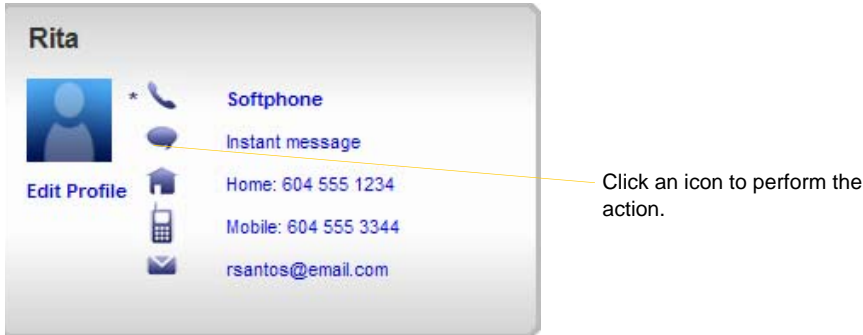 Rita
* Softphone
Instant message
Edit Profile
Home: 604 555 1234
Mobile: 604 555 3344
rsantos@email.com
Click an icon to perform the
action.